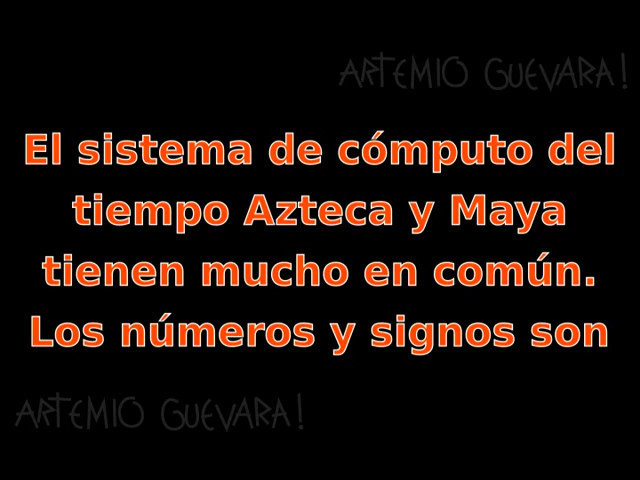 ARTEMIO GUEVARA!
El sistema de cómputo del
tiempo Azteca y Maya
tienen mucho en común.
Los números y signos son
ARTEMIO GUEVARA!